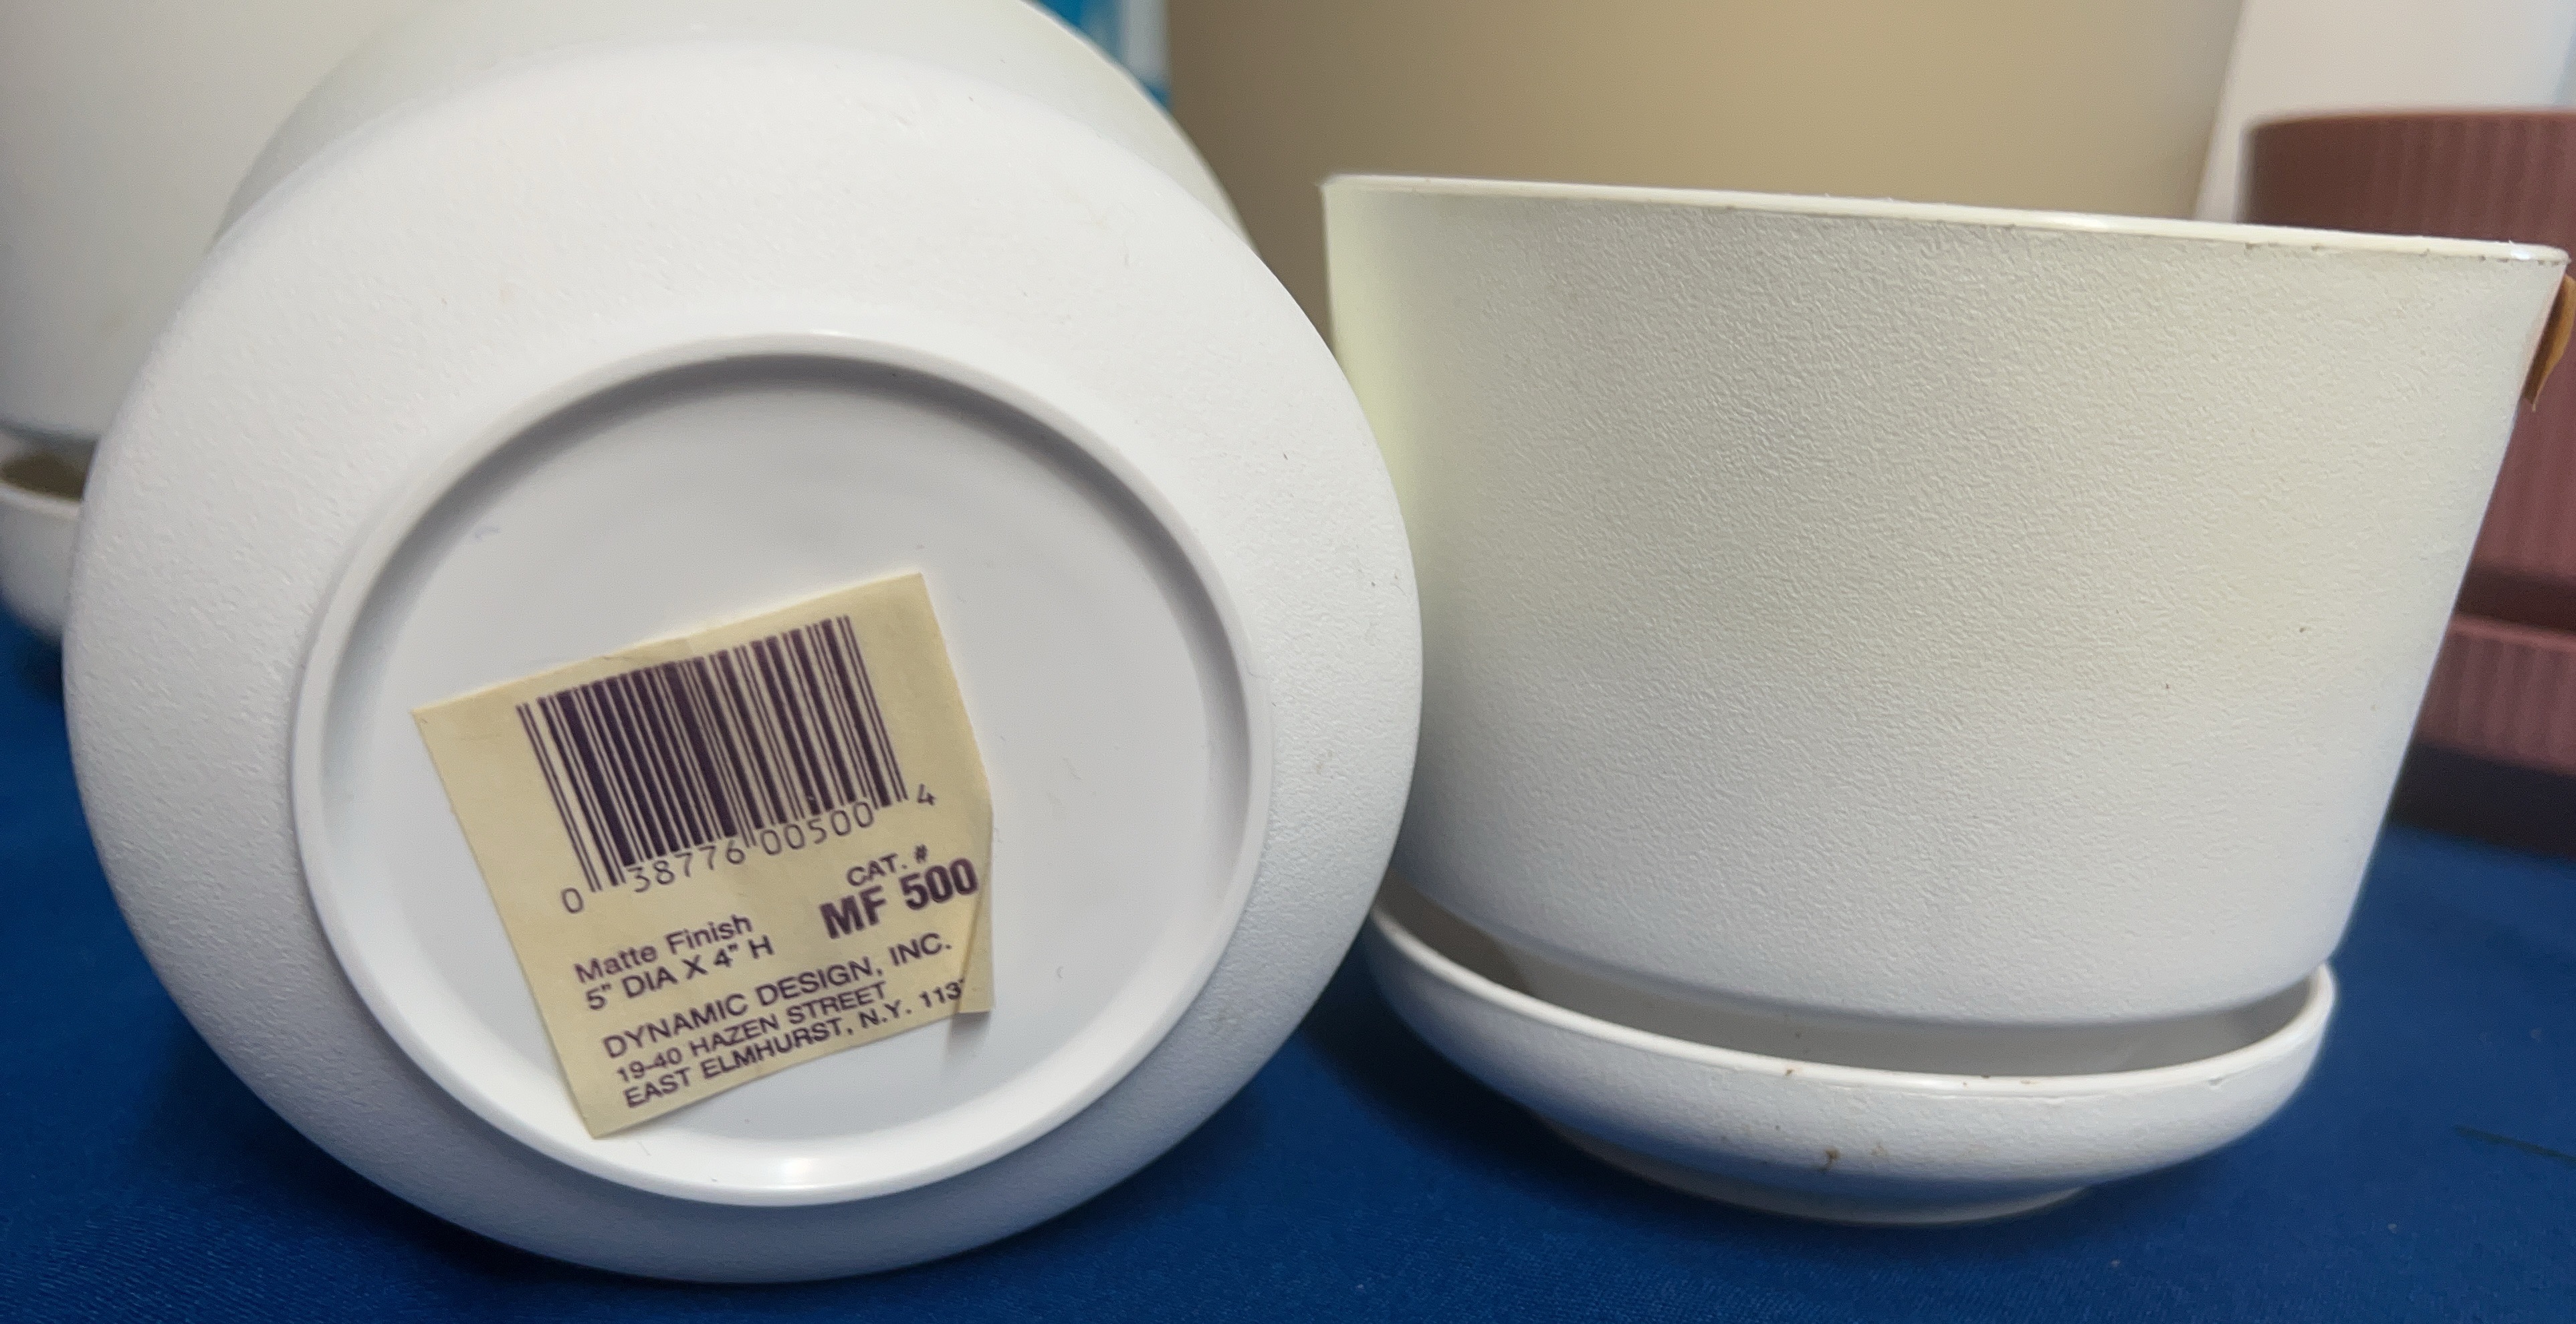 0 38776 00500 4
CAT. #
MF 500
Matte Finish
5" DIA X 4" H
DYNAMIC DESIGN, INC.
19-40 HAZEN STREET
EAST ELMHURST, N.Y.